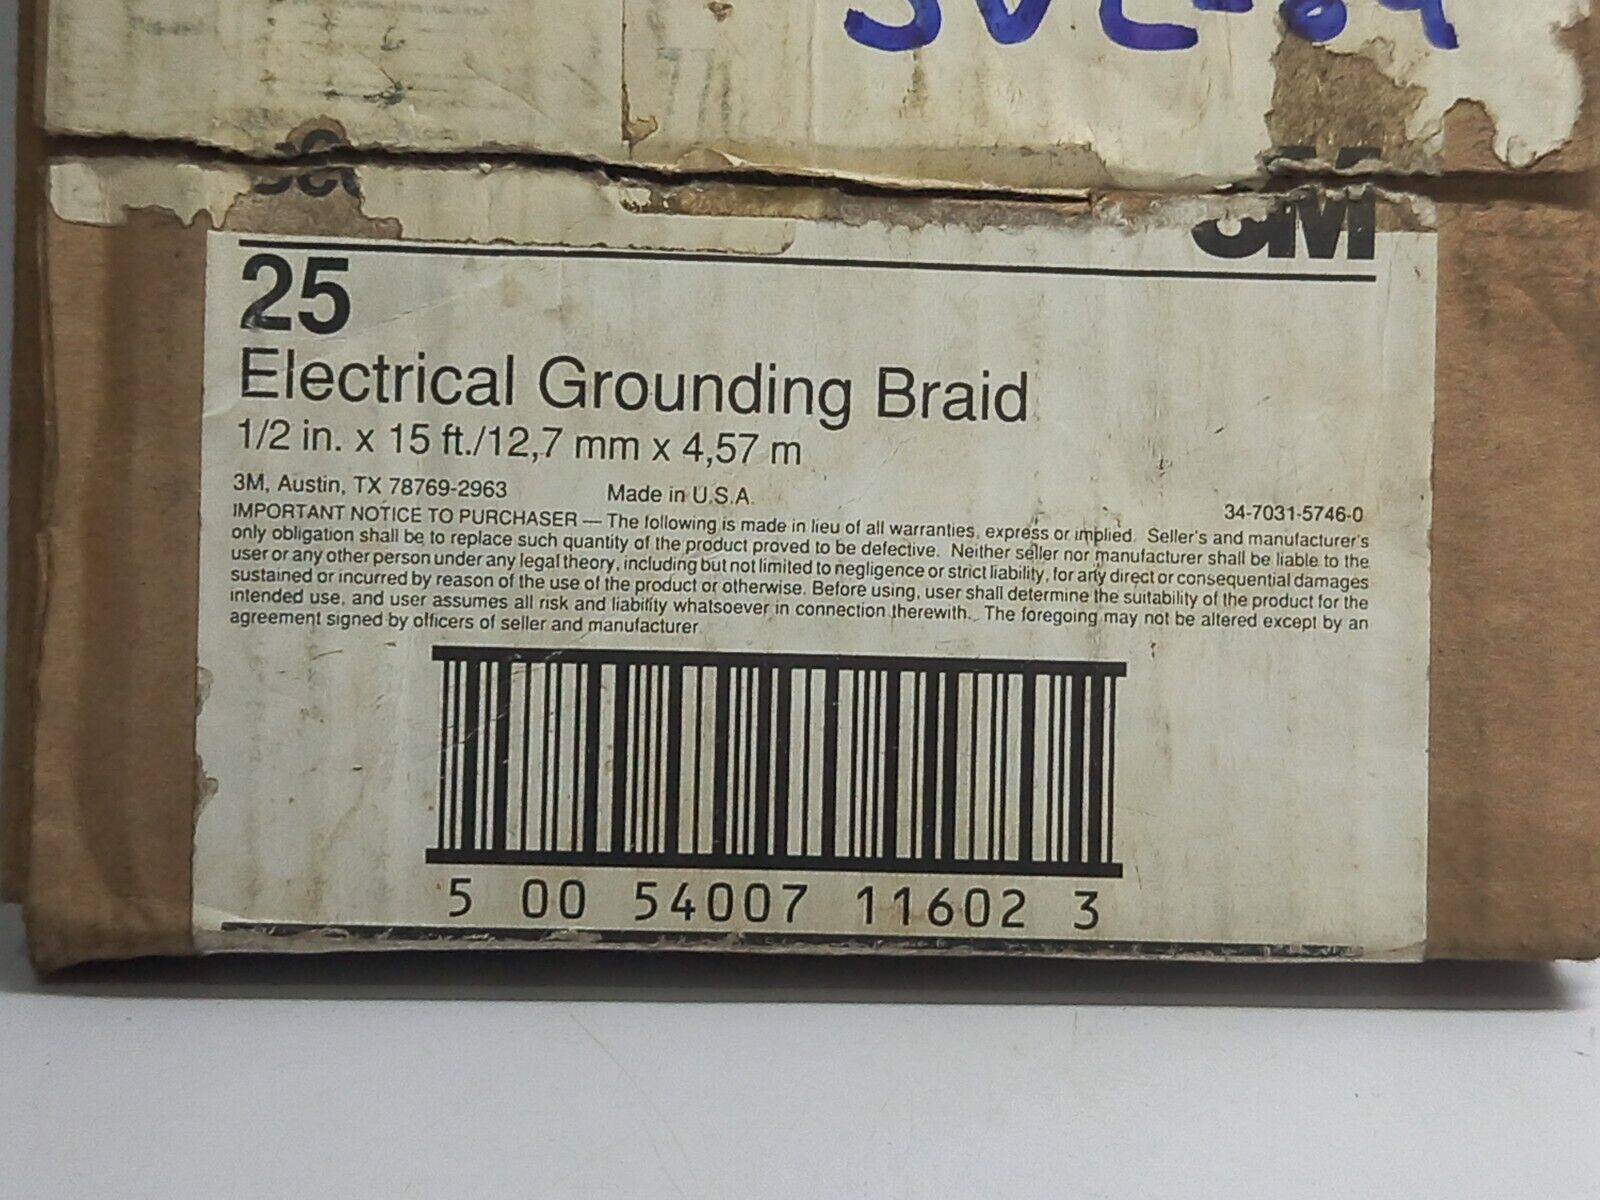 3M
25
Electrical Grounding Braid
1/2 in. x 15 ft./12,7 mm x 4,57 m
3M, Austin, TX 78769-2963 Made in U.S.A.
34-7031-5746-0
IMPORTANT NOTICE TO PURCHASER — The following is made in lieu of all warranties, express or implied. Seller's and manufacturer's
only obligation shall be to replace such quantity of the product proved to be defective. Neither seller nor manufacturer shall be liable to the
user or any other person under any legal theory, including but not limited to negligence or strict liability, for any direct or consequential damages
sustained or incurred by reason of the use of the product or otherwise. Before using, user shall determine the suitability of the product for the
intended use, and user assumes all risk and liability whatsoever in connection therewith. The foregoing may not be altered except by an
agreement signed by officers of seller and manufacturer.
5 00 54007 11602 3